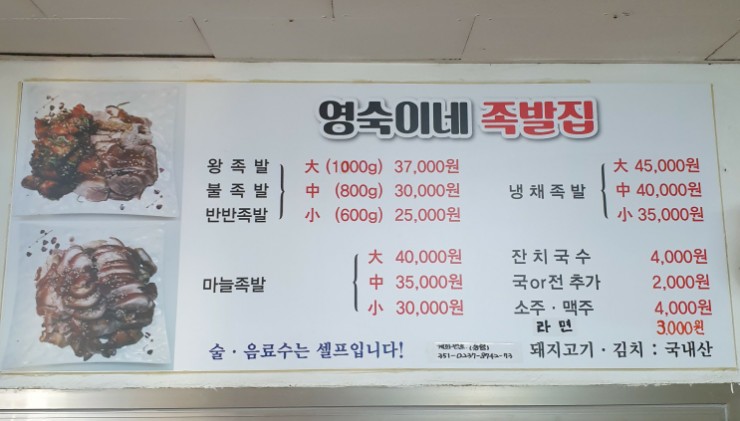 영숙이네 족발집
왕 족 발 大 (1000g) 37,000원
불 족 발 中 (800g) 30,000원
반반족발 小 (600g) 25,000원
마늘족발
大 40,000원
中 35,000원
小 30,000원
냉 채 족 발
大 45,000원
中 40,000원
小 35,000원
잔 치 국 수 4,000원
국or전 추가 2,000원
소주 · 맥주 4,000원
라 면 3,000원
술 · 음료수는 셀프입니다!
돼지고기 · 김치 : 국내산